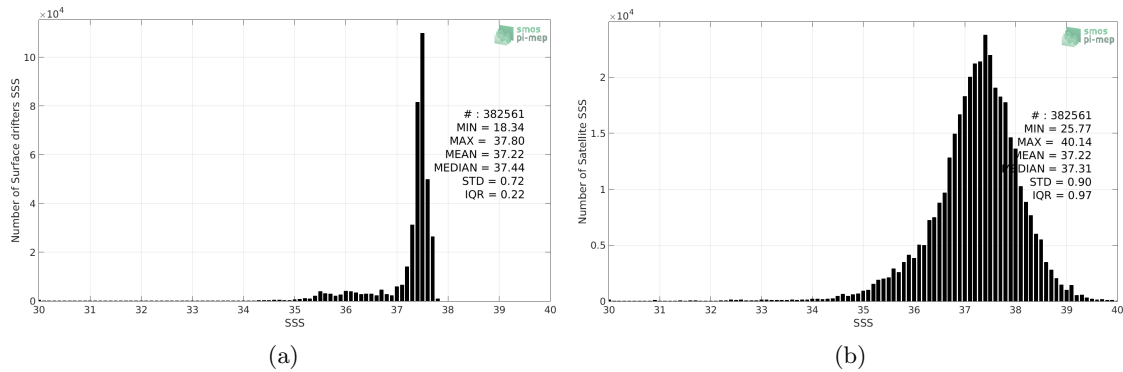 ×10⁴
smos
pi-mep
# : 382561
MIN = 18.34
MAX = 37.80
MEAN = 37.22
MEDIAN = 37.44
STD = 0.72
IQR = 0.22
Number of Surface drifters SSS
10
8
6
4
2
0
30 31 32 33 34 35 36 37 38 39 40
SSS
(a)
×10⁴
smos
pi-mep
# : 382561
MIN = 25.77
MAX = 40.14
MEAN = 37.22
MEDIAN = 37.31
STD = 0.90
IQR = 0.97
Number of Satellite SSS
2
1.5
1
0.5
0
30 31 32 33 34 35 36 37 38 39 40
SSS
(b)